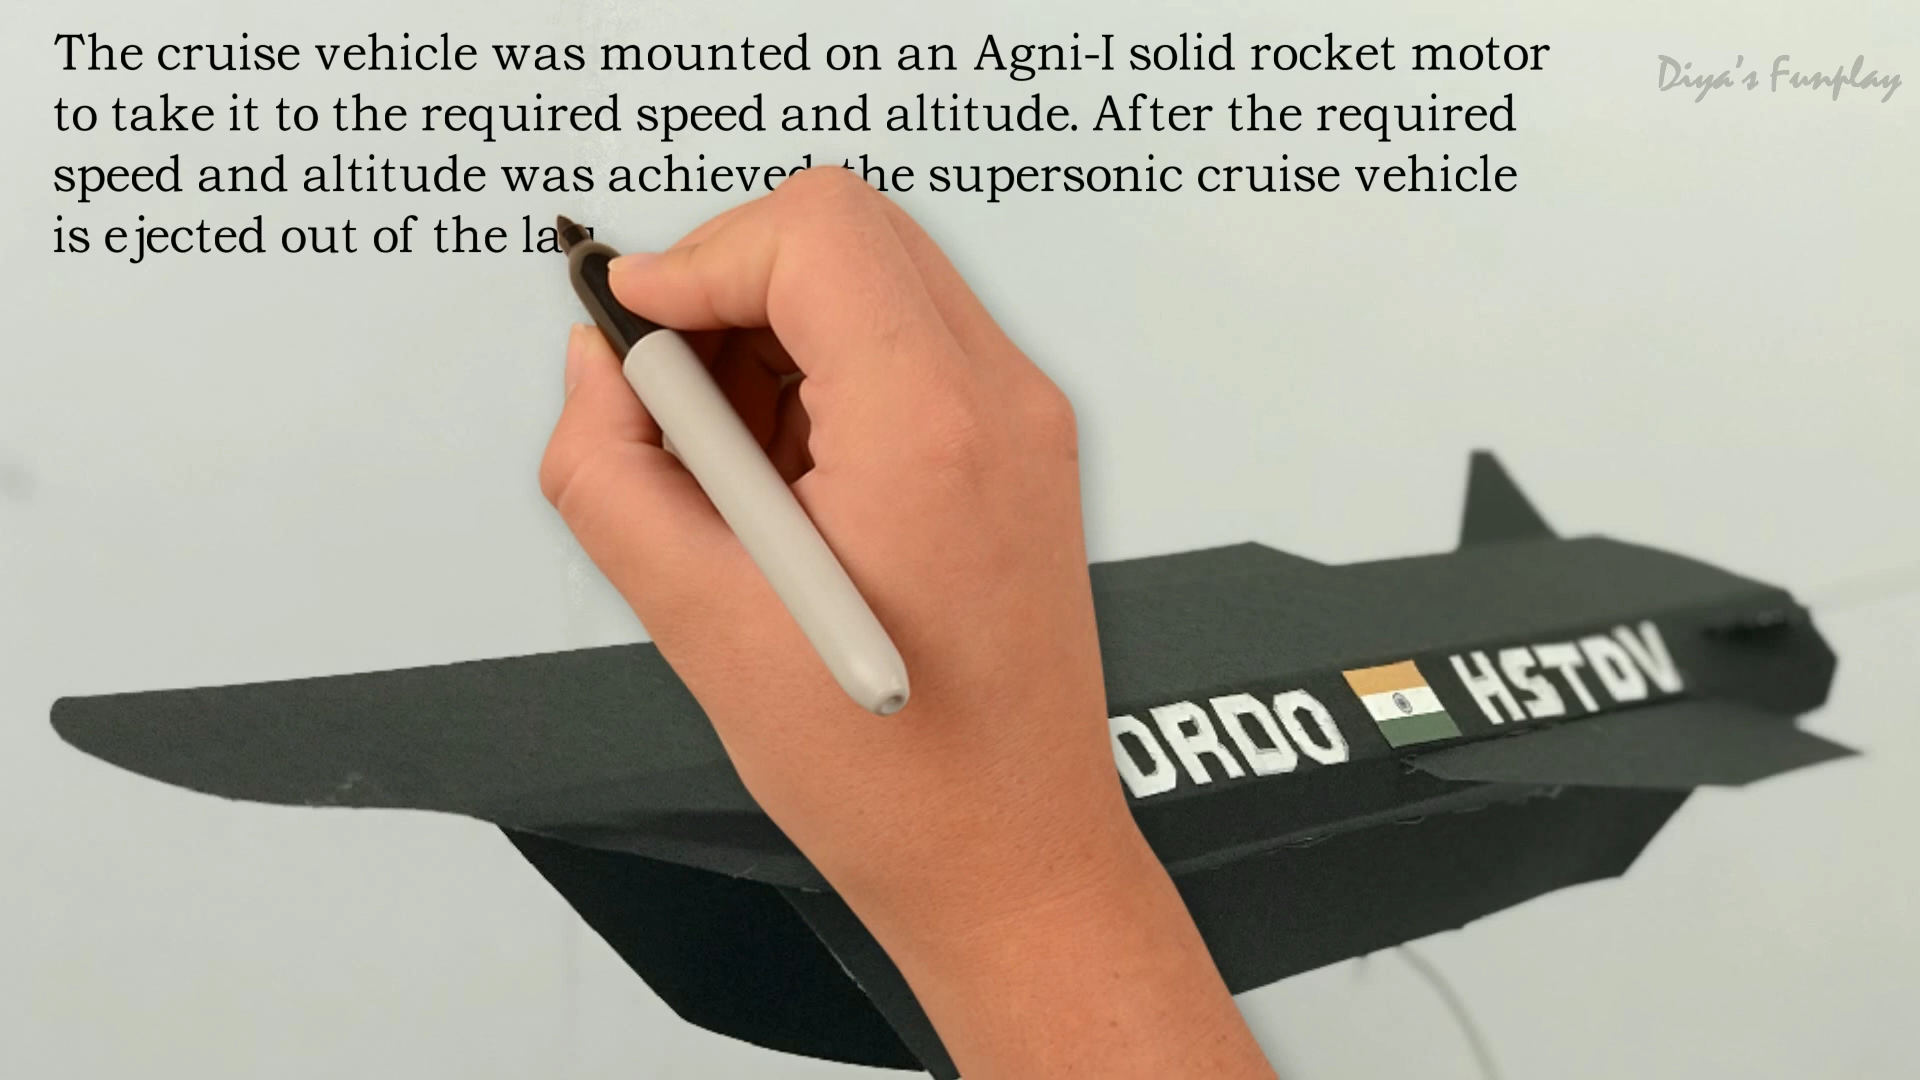 The cruise vehicle was mounted on an Agni-I solid rocket motor
to take it to the required speed and altitude. After the required
speed and altitude was achieved the supersonic cruise vehicle
is ejected out of the
Diya's Funplay
DRDO HSTDV